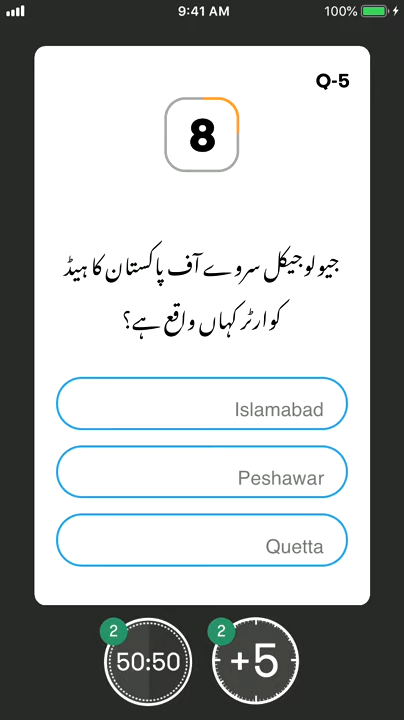 9:41 AM
100%
Q-5
8
جیولوجیکل سروے آف پاکستان کا ہیڈ
کوارٹر کہاں واقع ہے؟
Islamabad
Peshawar
Quetta
2
50:50
2
+5